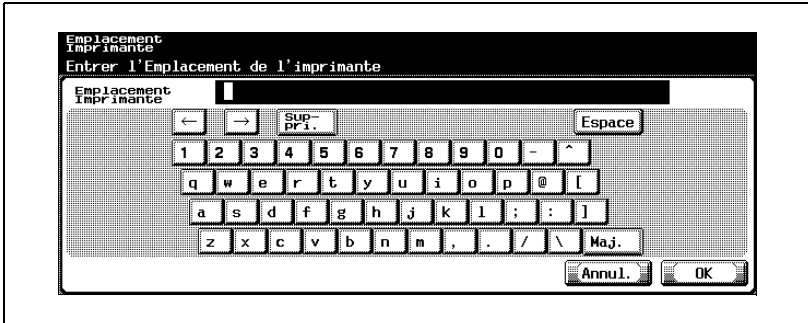 Emplacement
Imprimante
Entrer l'Emplacement de l'imprimante
Emplacement
Imprimante
← → Sup-
pri. Espace
1 2 3 4 5 6 7 8 9 0 - ^
q w e r t y u i o p @ [
a s d f g h j k l ; : ]
z x c v b n m , . / \ Maj.
Annul. OK